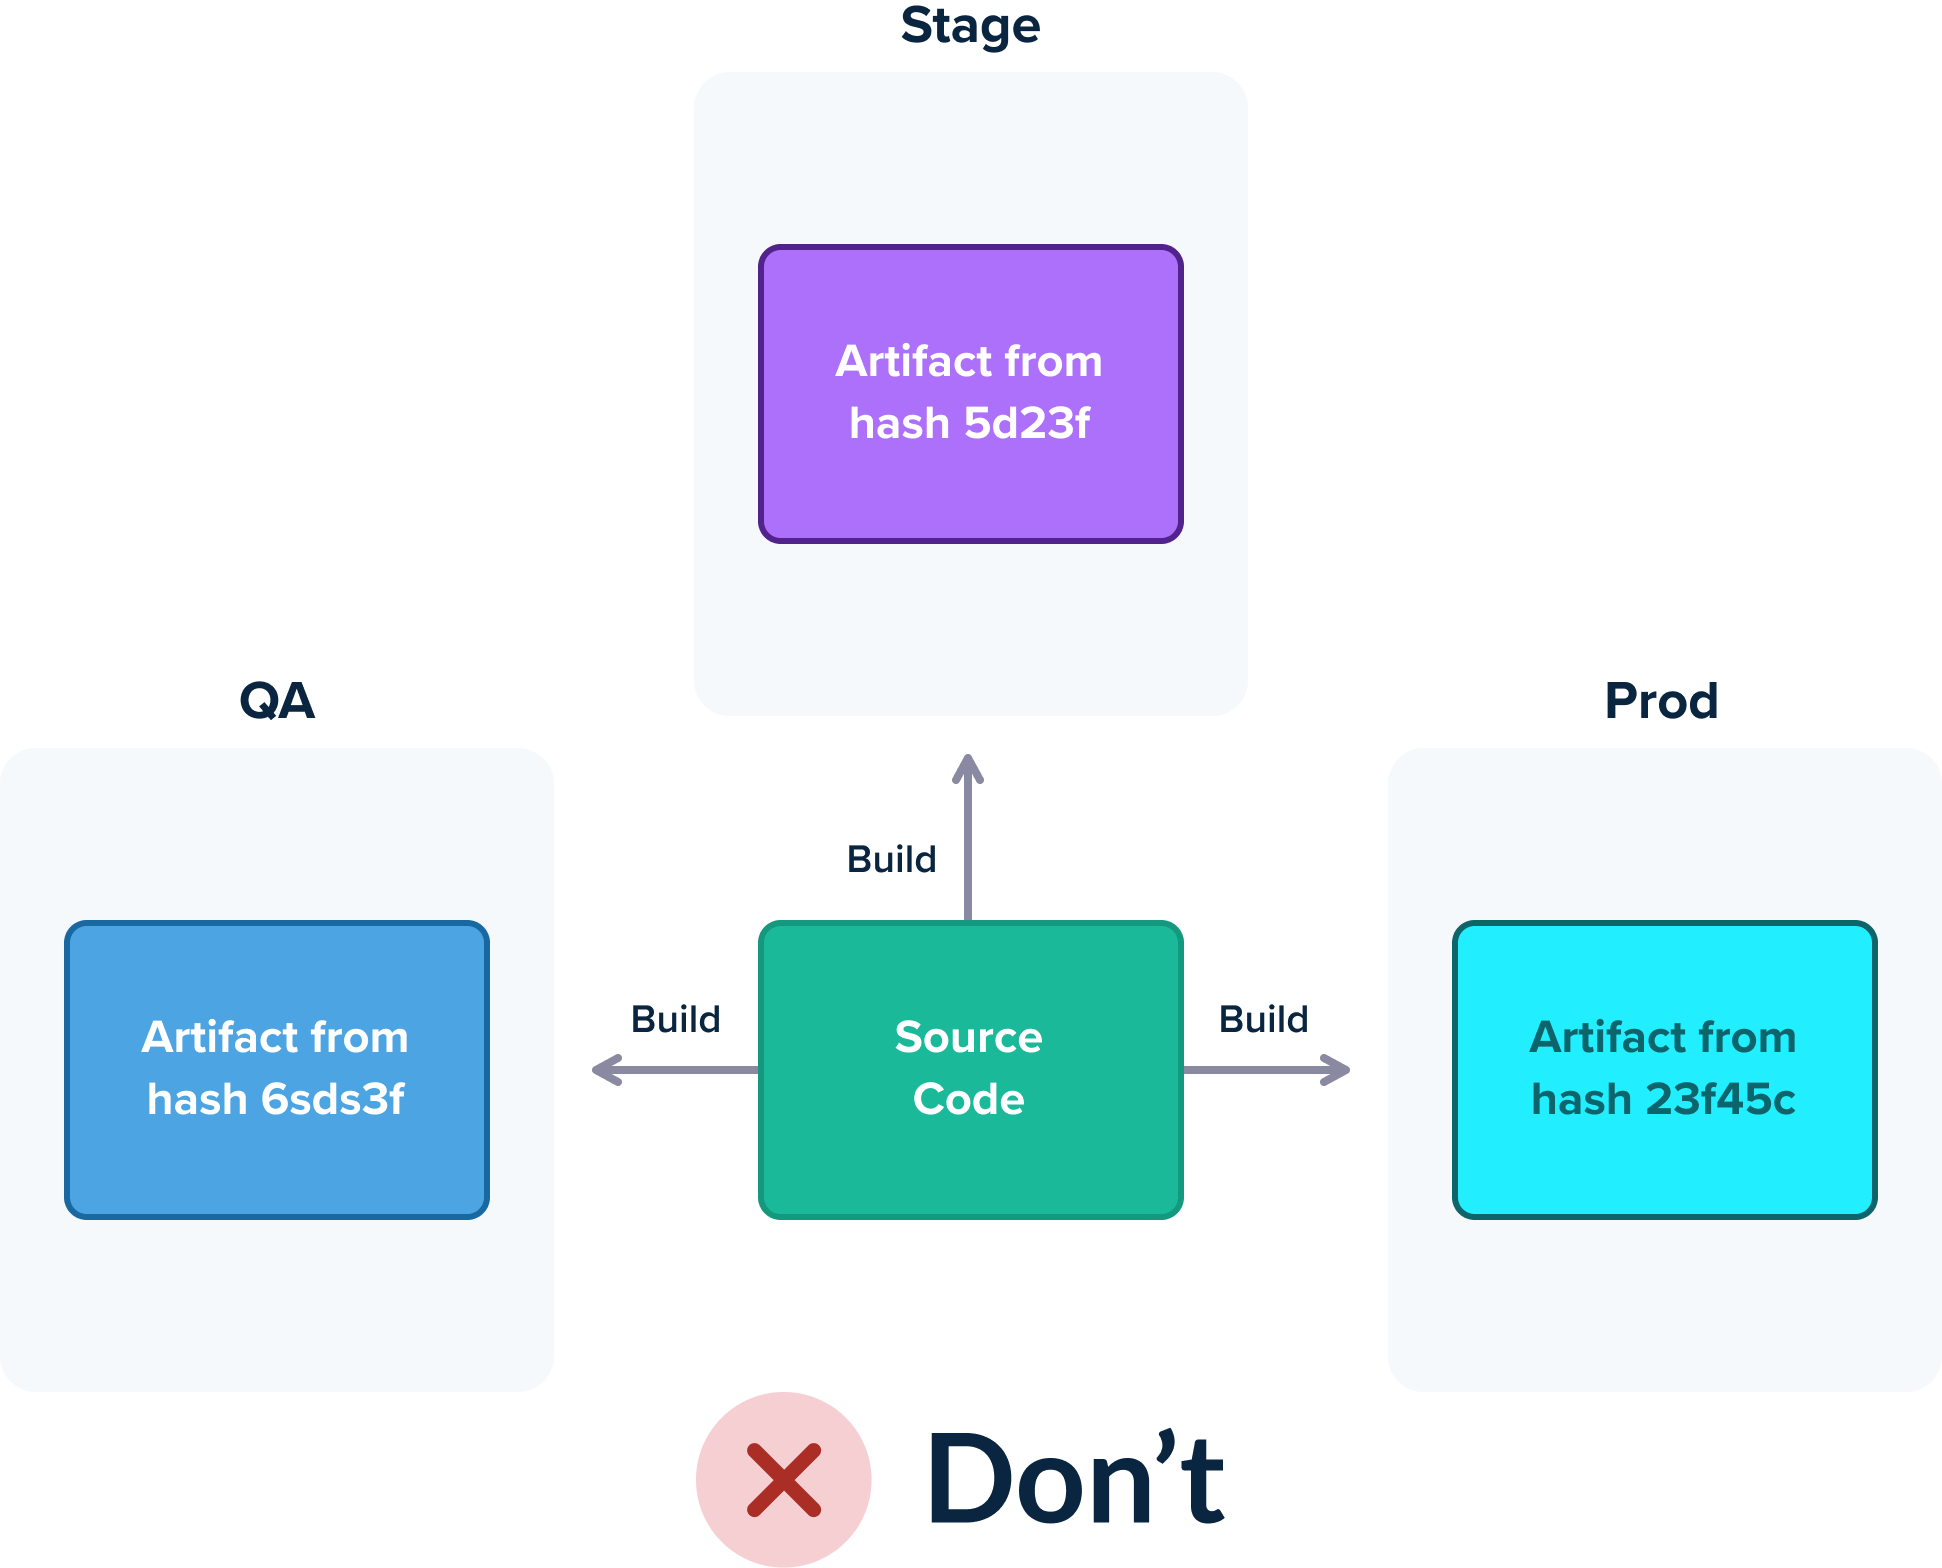 Stage
Artifact from
hash 5d23f
QA
Prod
Build
Artifact from
hash 6sds3f
Build
Source
Code
Build
Artifact from
hash 23f45c
Don’t